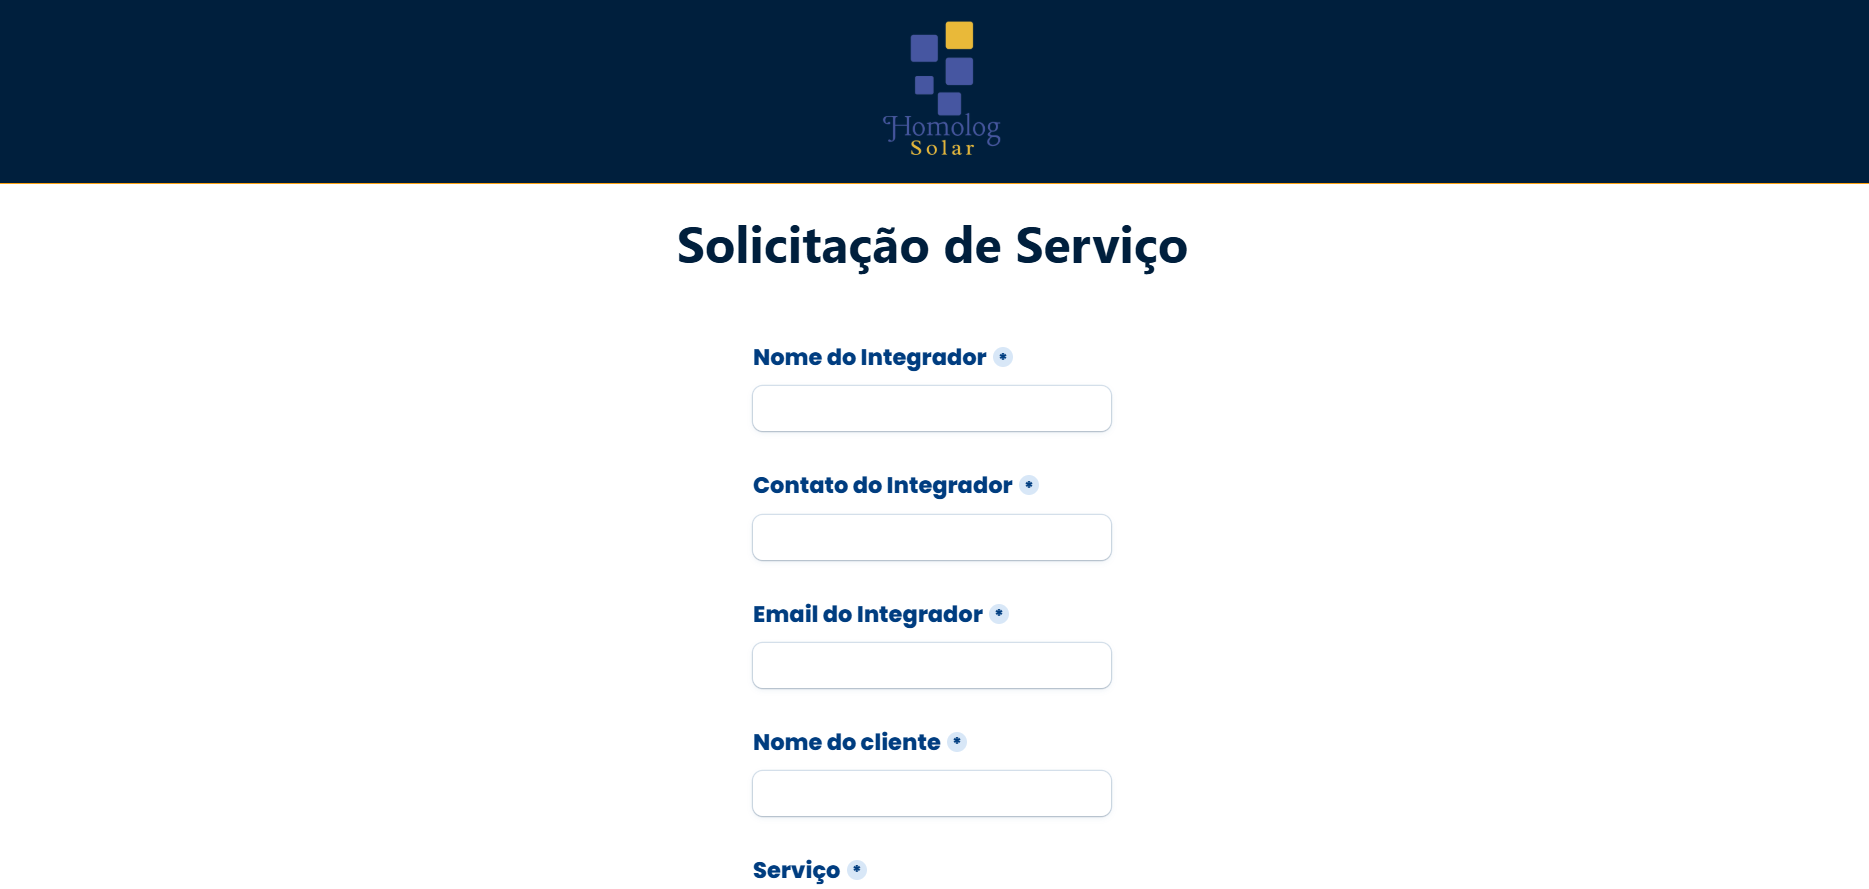 Homolog
Solar
Solicitação de Serviço
Nome do Integrador *
Contato do Integrador *
Email do Integrador *
Nome do cliente *
Serviço *